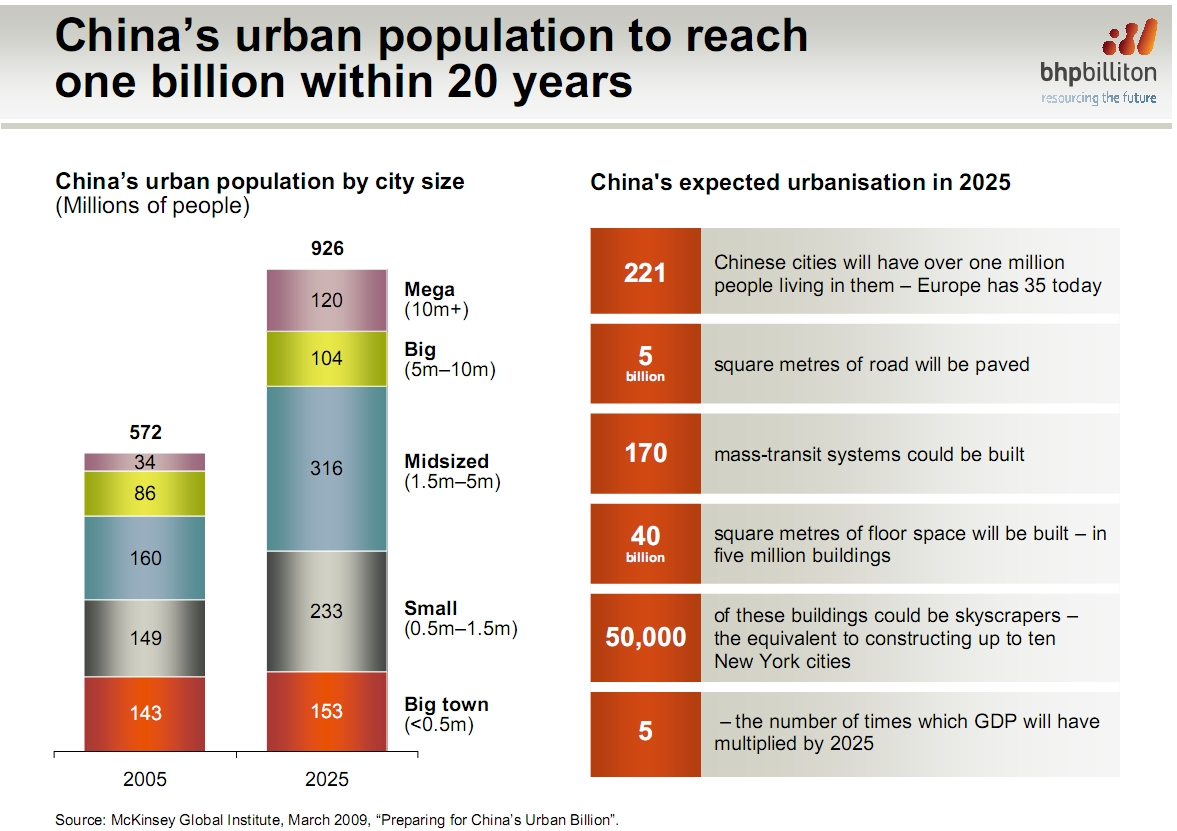 China’s urban population to reach
one billion within 20 years
bhpbilliton
resourcing the future
China’s urban population by city size
(Millions of people)
926
120
104
316
233
153
572
34
86
160
149
143
Mega
(10m+)
Big
(5m–10m)
Midsized
(1.5m–5m)
Small
(0.5m–1.5m)
Big town
(<0.5m)
2005
2025
China's expected urbanisation in 2025
221
Chinese cities will have over one million
people living in them – Europe has 35 today
5
billion
square metres of road will be paved
170
mass-transit systems could be built
40
billion
square metres of floor space will be built – in
five million buildings
50,000
of these buildings could be skyscrapers –
the equivalent to constructing up to ten
New York cities
5
– the number of times which GDP will have
multiplied by 2025
Source: McKinsey Global Institute, March 2009, “Preparing for China’s Urban Billion”.